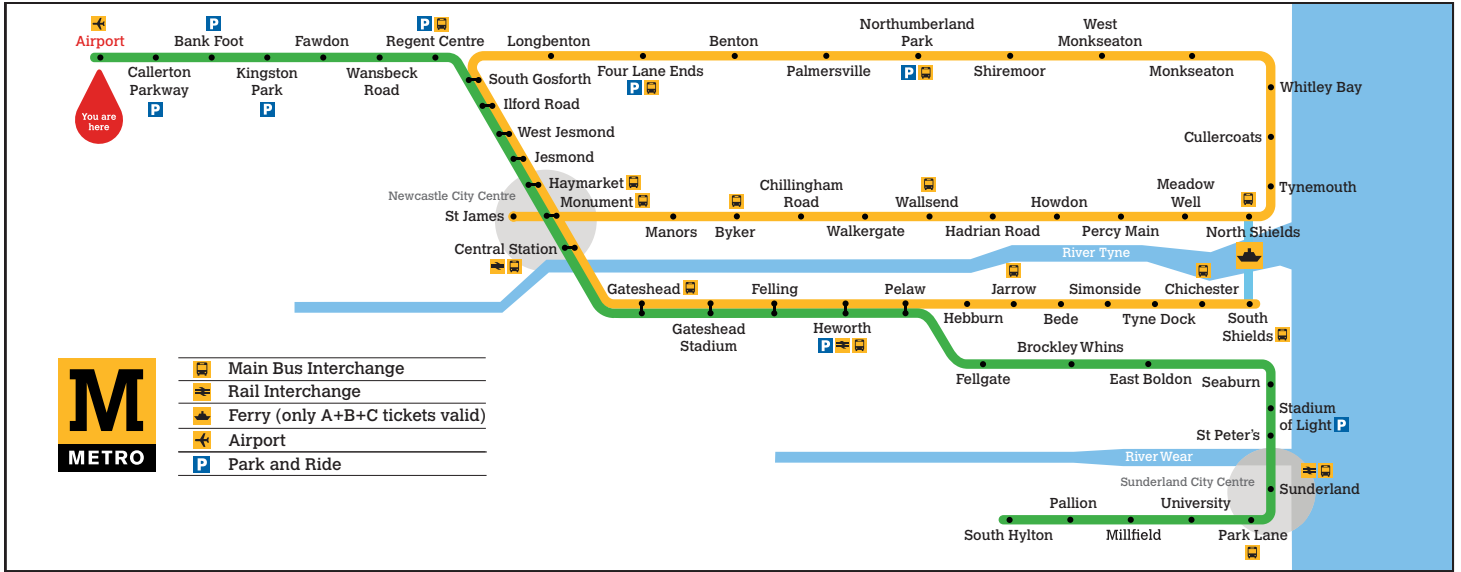 Airport
Callerton
Parkway
P
P
Bank Foot
Kingston
Park
P
Fawdon
Wansbeck
Road
P
Regent Centre
You are
here
South Gosforth
Longbenton
Four Lane Ends
P
Benton
Palmersville
Northumberland
Park
P
Shiremoor
West
Monkseaton
Monkseaton
Whitley Bay
Cullercoats
Tynemouth
Ilford Road
West Jesmond
Jesmond
Newcastle City Centre
Haymarket
Monument
St James
Central Station
Manors
Byker
Chillingham
Road
Walkergate
Wallsend
Hadrian Road
Howdon
Percy Main
Meadow
Well
North Shields
River Tyne
Gateshead
Gateshead
Stadium
Felling
Heworth
P
Pelaw
Hebburn
Jarrow
Bede
Simonside
Tyne Dock
Chichester
South
Shields
Fellgate
Brockley Whins
East Boldon
Seaburn
Stadium
of Light P
St Peter's
River Wear
Sunderland City Centre
Sunderland
Park Lane
University
Millfield
Pallion
South Hylton
M
METRO
Main Bus Interchange
Rail Interchange
Ferry (only A+B+C tickets valid)
Airport
P Park and Ride